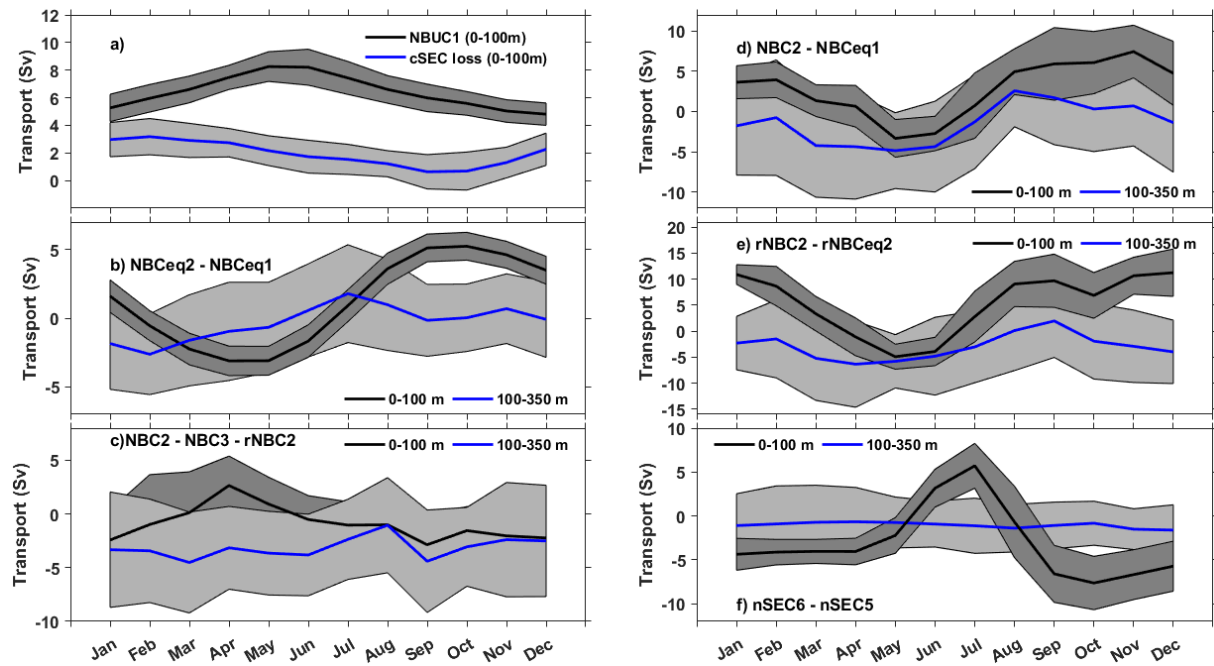 Transport (Sv)
12
10
8
6
4
2
0
a)
NBUC1 (0-100m)
cSEC loss (0-100m)
Transport (Sv)
5
0
-5
b) NBCeq2 - NBCeq1
0-100 m
100-350 m
Transport (Sv)
5
0
-5
-10
c)NBC2 - NBC3 - rNBC2
0-100 m
100-350 m
Jan Feb Mar Apr May Jun Jul Aug Sep Oct Nov Dec
Transport (Sv)
10
5
0
-5
-10
d) NBC2 - NBCeq1
0-100 m
100-350 m
Transport (Sv)
20
15
10
5
0
-5
-10
-15
e) rNBC2 - rNBCeq2
0-100 m
100-350 m
Transport (Sv)
10
5
0
-5
-10
0-100 m
100-350 m
f) nSEC6 - nSEC5
Jan Feb Mar Apr May Jun Jul Aug Sep Oct Nov Dec